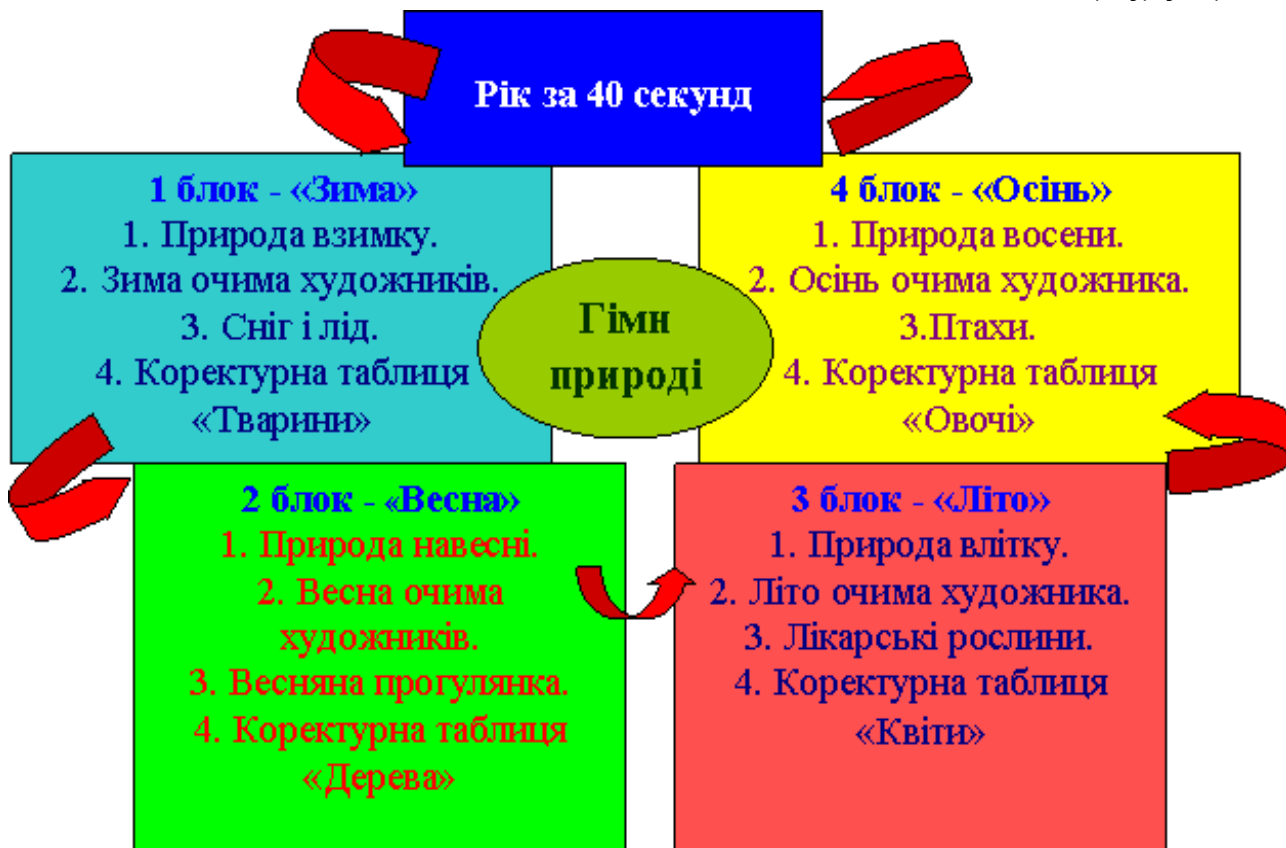 Рік за 40 секунд
1 блок - «Зима»
1. Природа взимку.
2. Зима очима художників.
3. Сніг і лід.
4. Коректурна таблиця
«Тварини»
2 блок - «Весна»
1. Природа навесні.
2. Весна очима
художників.
3. Весняна прогулянка.
4. Коректурна таблиця
«Дерева»
3 блок - «Літо»
1. Природа влітку.
2. Літо очима художника.
3. Лікарські рослини.
4. Коректурна таблиця
«Квіти»
4 блок - «Осінь»
1. Природа восени.
2. Осінь очима художника.
3.Птахи.
4. Коректурна таблиця
«Овочі»
Гімн
природі